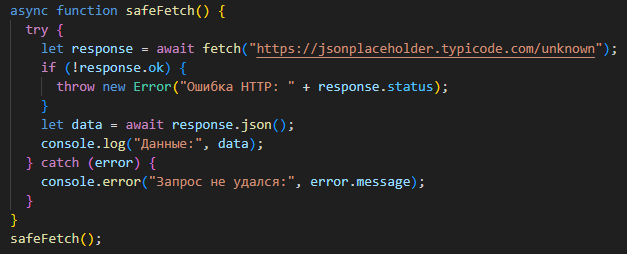 async function safeFetch() {
  try {
    let response = await fetch("https://jsonplaceholder.typicode.com/unknown");
    if (!response.ok) {
      throw new Error("Ошибка HTTP: " + response.status);
    }
    let data = await response.json();
    console.log("Данные:", data);
  } catch (error) {
    console.error("Запрос не удался:", error.message);
  }
}
safeFetch();